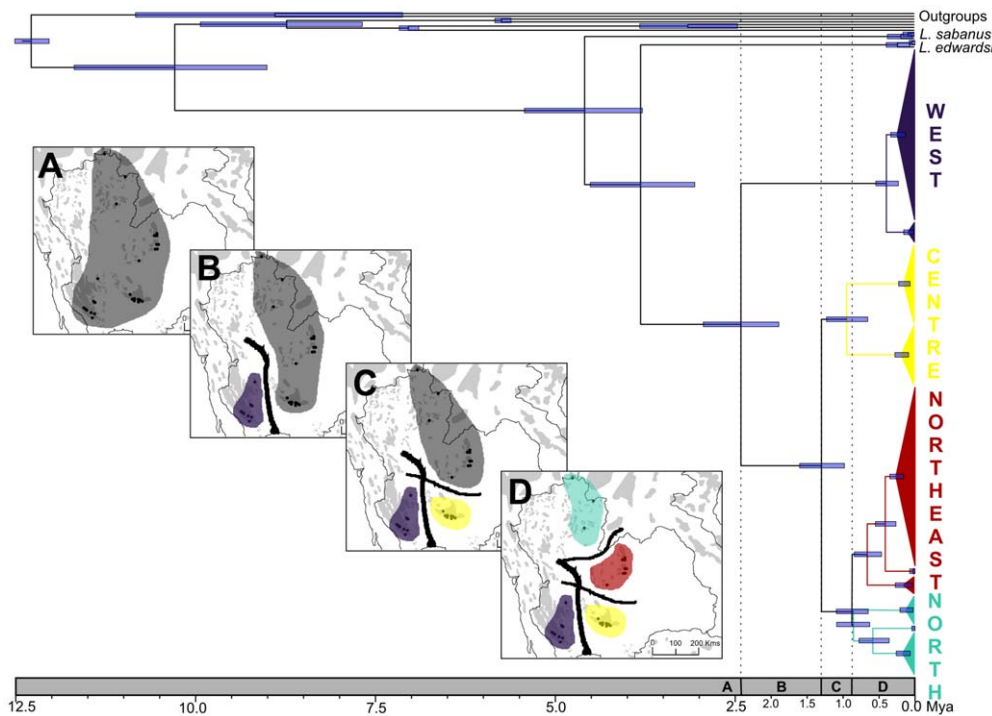 Outgroups
L. sabanus
L. edwardsi
WEST
CENTRE
NORTHEAST
NORTH
A
B
C
D
0 100 200 Kms
A B C D
12.5 10.0 7.5 5.0 2.5 2.0 1.5 1.0 0.5 0.0 Mya